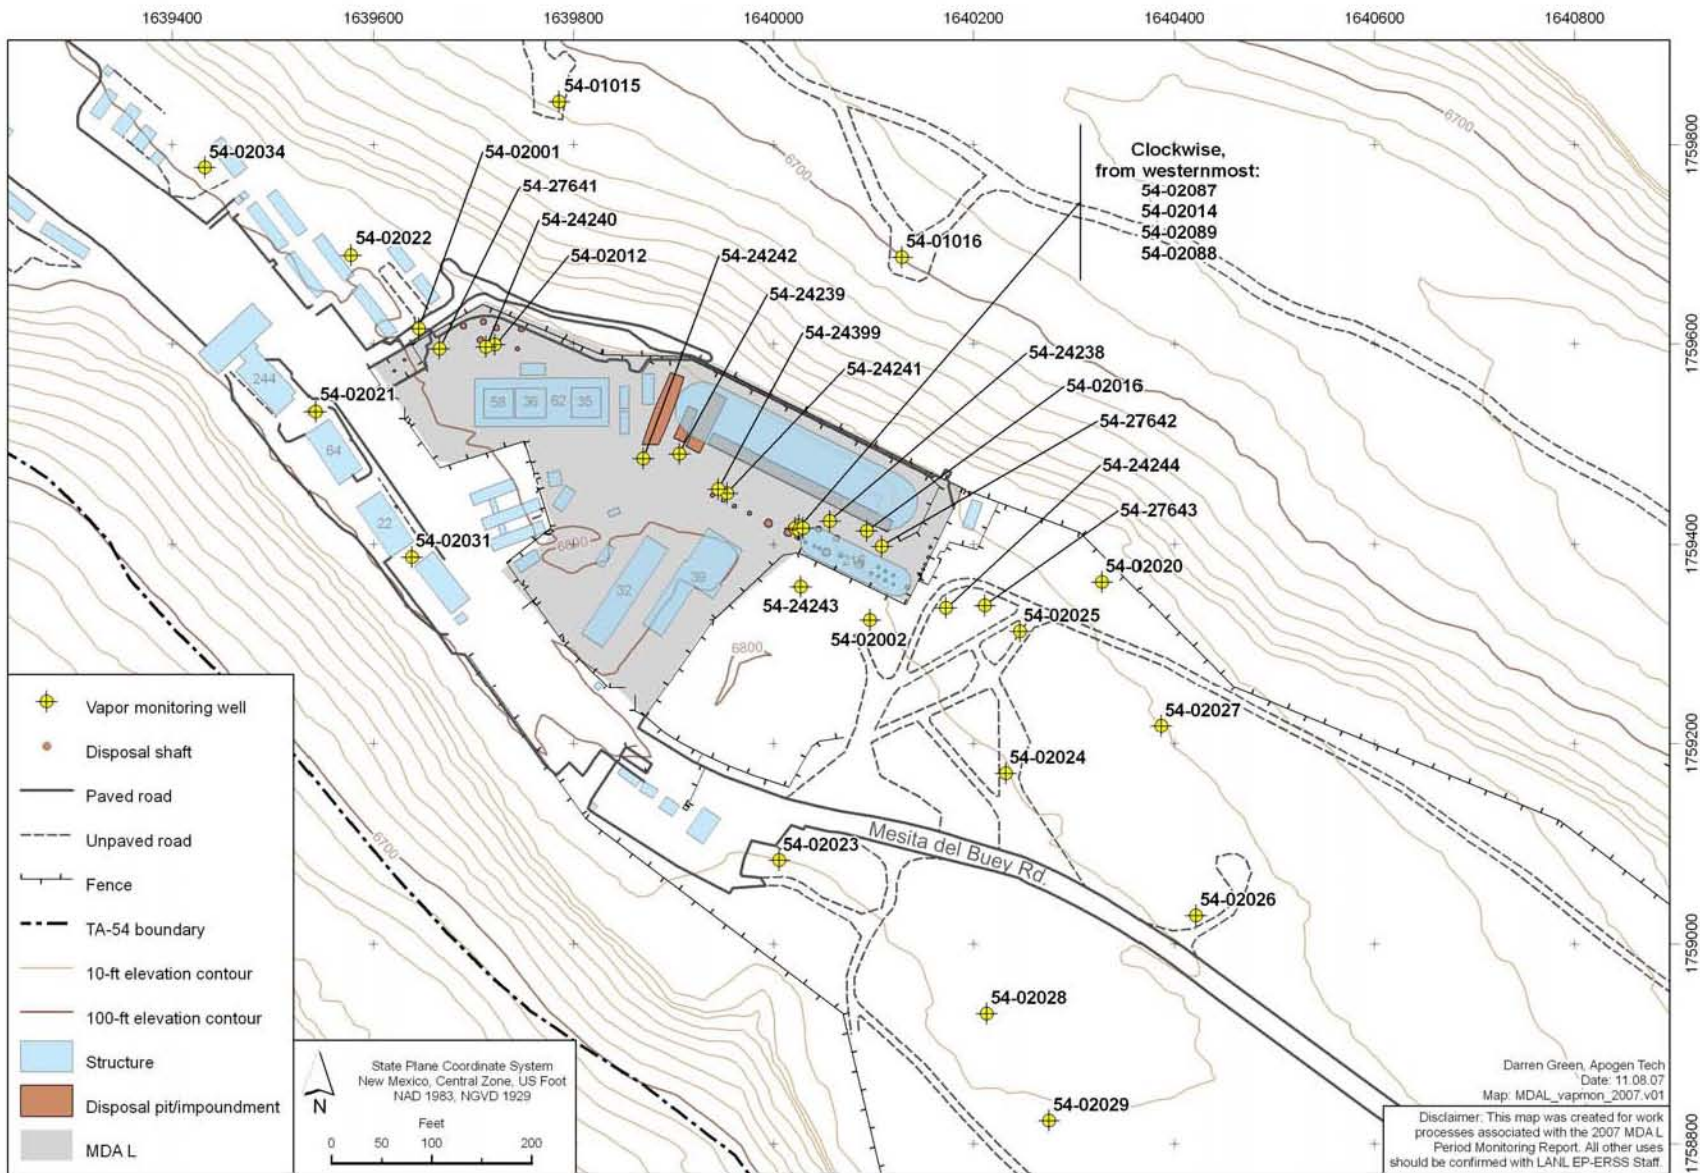 1639400
1639600
1639800
1640000
1640200
1640400
1640600
1640800
54-01015
6700
1759800
54-02034
54-02001
Clockwise,
from westernmost:
54-02087
54-02014
54-02089
54-02088
6700
54-27641
54-24240
54-02022
54-02012
54-24242
54-01016
54-24239
54-24399
1759600
54-24238
54-24241
54-02016
244
58
36
62
35
54-02021
54-27642
64
54-24244
54-27643
22
1759400
54-02031
6800
32
39
215
54-02020
54-24243
54-02025
54-02002
6800
54-02027
1759200
54-02024
6700
Mesita del Buey Rd.
54-02023
54-02026
1759000
54-02028
54-02029
1758800
Vapor monitoring well
Disposal shaft
Paved road
Unpaved road
Fence
TA-54 boundary
10-ft elevation contour
100-ft elevation contour
Structure
Disposal pit/impoundment
MDA L
N
State Plane Coordinate System
New Mexico, Central Zone, US Foot
NAD 1983, NGVD 1929
Feet
0 50 100 200
Darren Green, Apogen Tech
Date: 11.08.07
Map: MDAL_vapmon_2007.v01
Disclaimer: This map was created for work
processes associated with the 2007 MDA L
Period Monitoring Report. All other uses
should be confirmed with LANL EP-ERSS Staff.